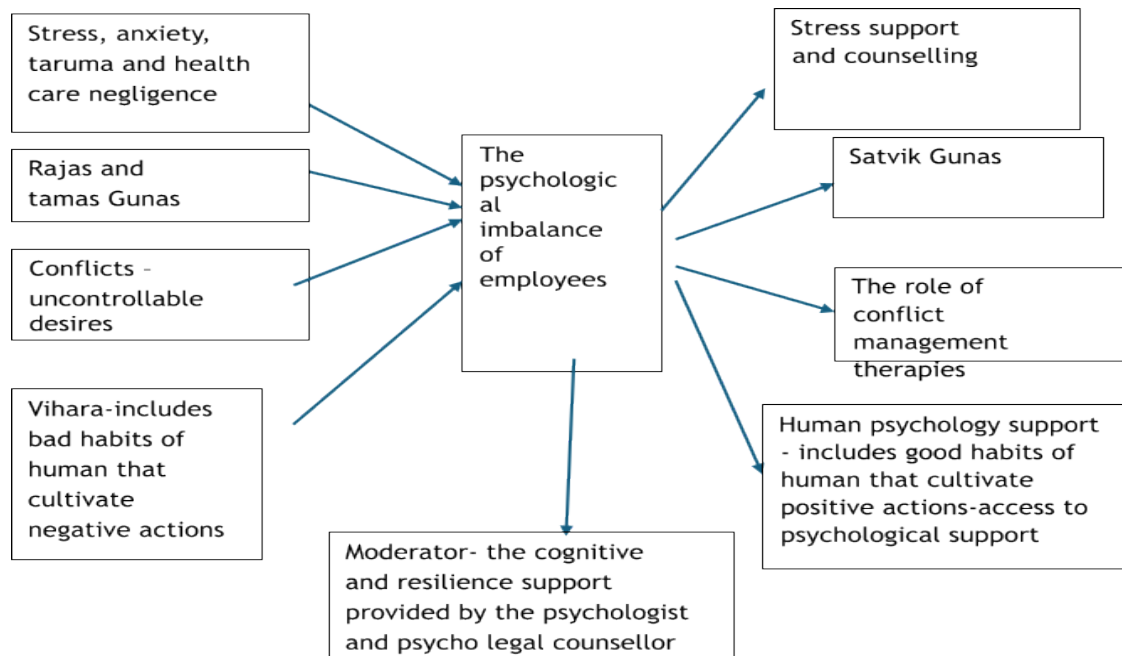 Stress, anxiety,
taruma and health
care negligence
Rajas and
tamas Gunas
Conflicts -
uncontrollable
desires
Vihara-includes
bad habits of
human that
cultivate
negative actions
The
psychologic
al
imbalance
of
employees
Stress support
and counselling
Satvik Gunas
The role of
conflict
management
therapies
Human psychology support
- includes good habits of
human that cultivate
positive actions-access to
psychological support
Moderator- the cognitive
and resilience support
provided by the psychologist
and psycho legal counsellor